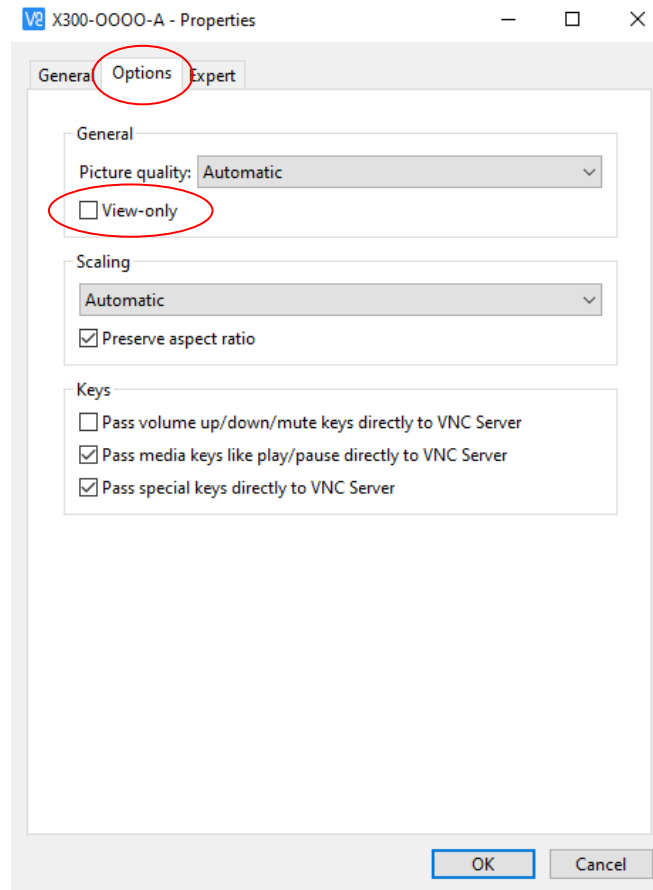 X300-OOOO-A - Properties
General Options Expert
General
Picture quality: Automatic
View-only
Scaling
Automatic
Preserve aspect ratio
Keys
Pass volume up/down/mute keys directly to VNC Server
Pass media keys like play/pause directly to VNC Server
Pass special keys directly to VNC Server
OK Cancel